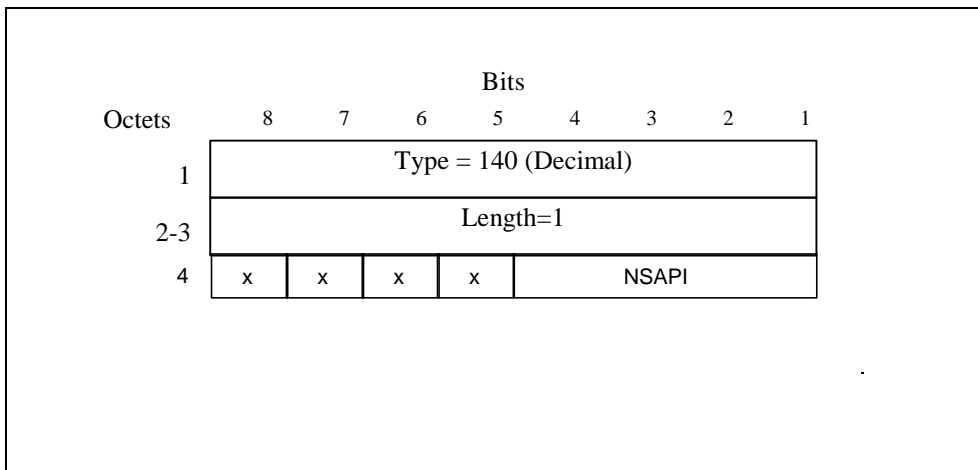 Bits
Octets 8 7 6 5 4 3 2 1
1 Type = 140 (Decimal)
2-3 Length=1
4 x x x x NSAPI